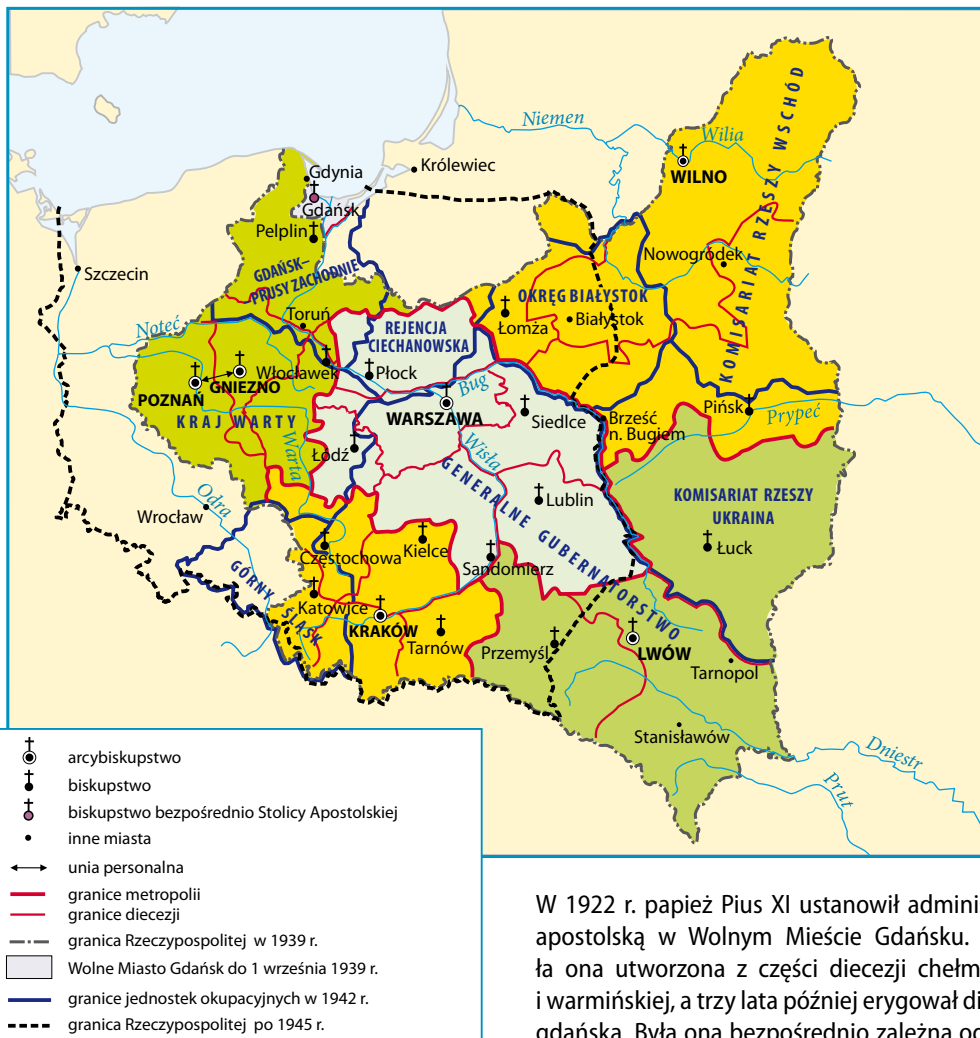 Niemen
Wilia
WILNO
KOMISARIAT RZESZY WSCHÓD
Gdynia
Królewiec
Gdańsk
Pelplin
Szczecin
GDAŃSK–
PRUSY ZACHODNIE
Nowogródek
OKRĘG BIAŁYSTOK
Łomża
Białystok
Toruń
REJENCJA
CIECHANOWSKA
Noteć
Włocławek
Płock
Bug
GNIEZNO
POZNAŃ
KRAJ WARTY
WARSZAWA
Siedlce
Brześć
n. Bugiem
Pińsk
Prypeć
Łódź
Warta
Wisła
GENERALNE GUBERNATORSTWO
Lublin
KOMISARIAT RZESZY
UKRAINA
Odra
Wrocław
Łuck
Częstochowa
Kielce
Sandomierz
GÓRNY ŚLĄSK
Katowice
KRAKÓW
Tarnów
Przemyśl
LWÓW
Tarnopol
Stanisławów
Dniestr
Prut
arcybiskupstwo
biskupstwo
biskupstwo bezpośrednio Stolicy Apostolskiej
inne miasta
unia personalna
granice metropolii
granice diecezji
granica Rzeczypospolitej w 1939 r.
Wolne Miasto Gdańsk do 1 września 1939 r.
granice jednostek okupacyjnych w 1942 r.
granica Rzeczypospolitej po 1945 r.
W 1922 r. papież Pius XI ustanowił admini
apostolską w Wolnym Mieście Gdańsku.
ła ona utworzona z części diecezji chełm
i warmińskiej, a trzy lata później erygował di
gdańską. Była ona bezpośrednio zależna od